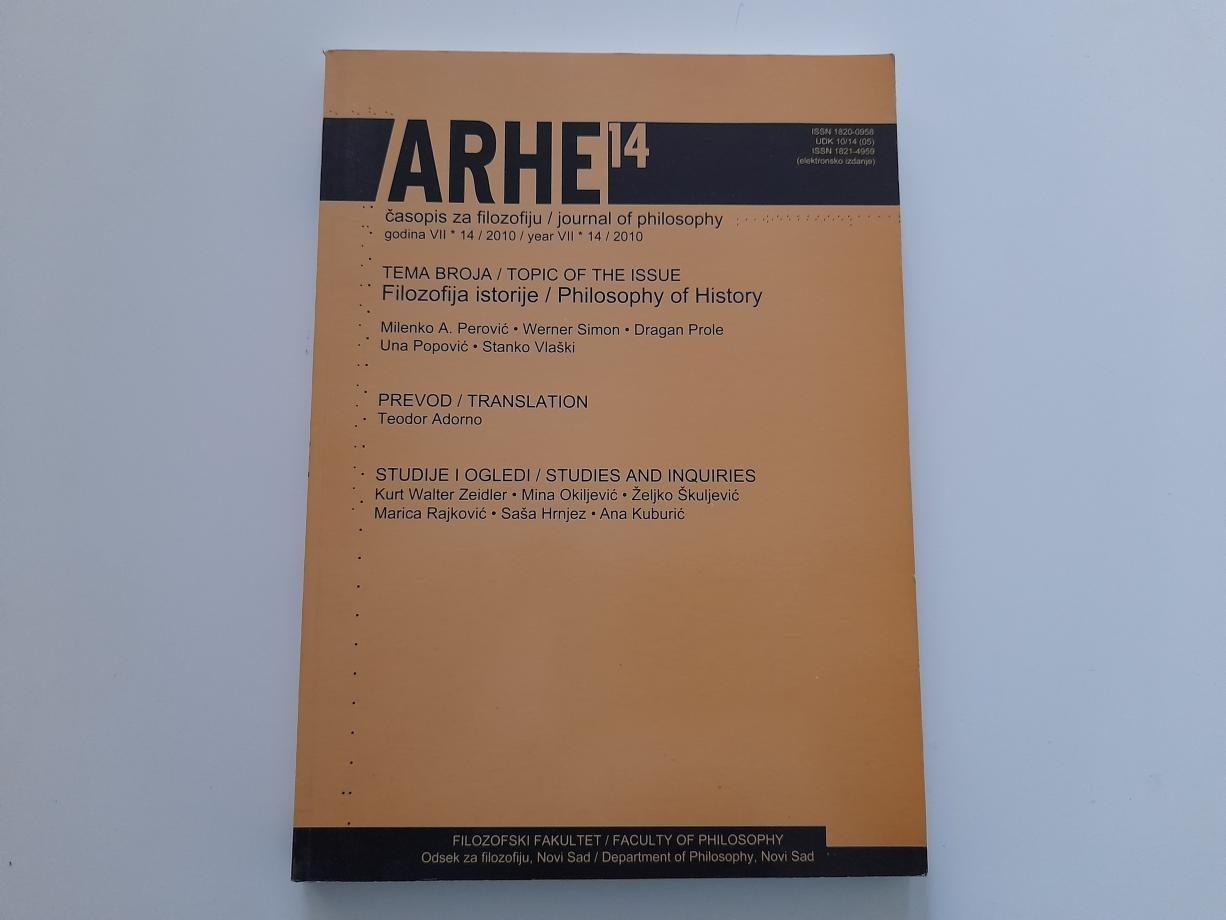 ARHE 14
ISSN 1820-0958
UDK 10/14 (05)
ISSN 1821-4959
(elektronsko izdanje)
časopis za filozofiju / journal of philosophy
godina VII * 14 / 2010 / year VII * 14 / 2010
TEMA BROJA / TOPIC OF THE ISSUE
Filozofija istorije / Philosophy of History
Milenko A. Perović • Werner Simon • Dragan Prole
Una Popović • Stanko Vlaški
PREVOD / TRANSLATION
Teodor Adorno
STUDIJE I OGLEDI / STUDIES AND INQUIRIES
Kurt Walter Zeidler • Mina Okiljević • Željko Škuljević
Marica Rajković • Saša Hrnjez • Ana Kuburić
FILOZOFSKI FAKULTET / FACULTY OF PHILOSOPHY
Odsek za filozofiju, Novi Sad / Department of Philosophy, Novi Sad